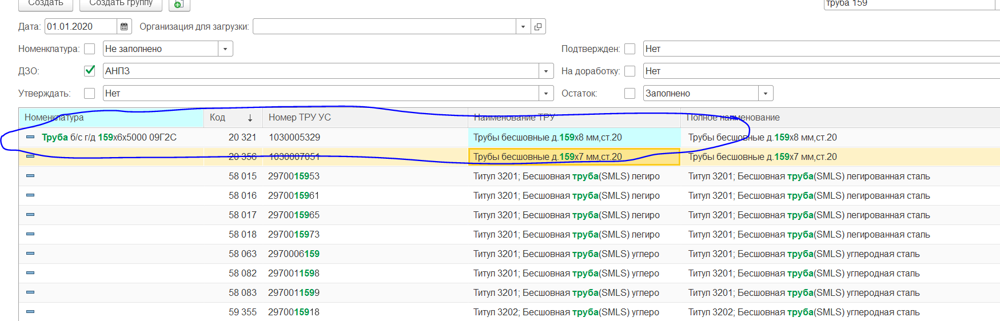 Создать Создать группу труба 159
Дата: 01.01.2020 Организация для загрузки:
Номенклатура: Не заполнено Подтвержден: Нет
ДЗО: АНПЗ На доработку: Нет
Утверждать: Нет Остаток: Заполнено
Номенклатура Код ↓ Номер ТРУ УС Наименование ТРУ Полное наименование
Труба б/с г/д 159х6х5000 09Г2С 20 321 1030005329 Трубы бесшовные д.159х8 мм,ст.20 Трубы бесшовные д.159х8 мм,ст.20
20 356 1030007051 Трубы бесшовные д.159х7 мм,ст.20 Трубы бесшовные д.159х7 мм,ст.20
58 015 2970015953 Титул 3201; Бесшовная труба(SMLS) легиро Титул 3201; Бесшовная труба(SMLS) легированная сталь
58 016 2970015961 Титул 3201; Бесшовная труба(SMLS) легиро Титул 3201; Бесшовная труба(SMLS) легированная сталь
58 017 2970015965 Титул 3201; Бесшовная труба(SMLS) легиро Титул 3201; Бесшовная труба(SMLS) легированная сталь
58 018 2970015973 Титул 3201; Бесшовная труба(SMLS) легиро Титул 3201; Бесшовная труба(SMLS) легированная сталь
58 063 2970006159 Титул 3201; Бесшовная труба(SMLS) углеро Титул 3201; Бесшовная труба(SMLS) углеродная сталь
58 082 2970011598 Титул 3201; Бесшовная труба(SMLS) углеро Титул 3201; Бесшовная труба(SMLS) углеродная сталь
58 083 2970011599 Титул 3201; Бесшовная труба(SMLS) углеро Титул 3201; Бесшовная труба(SMLS) углеродная сталь
59 355 2970015918 Титул 3202; Бесшовная труба(SMLS) углеро Титул 3202; Бесшовная труба(SMLS) углеродная сталь